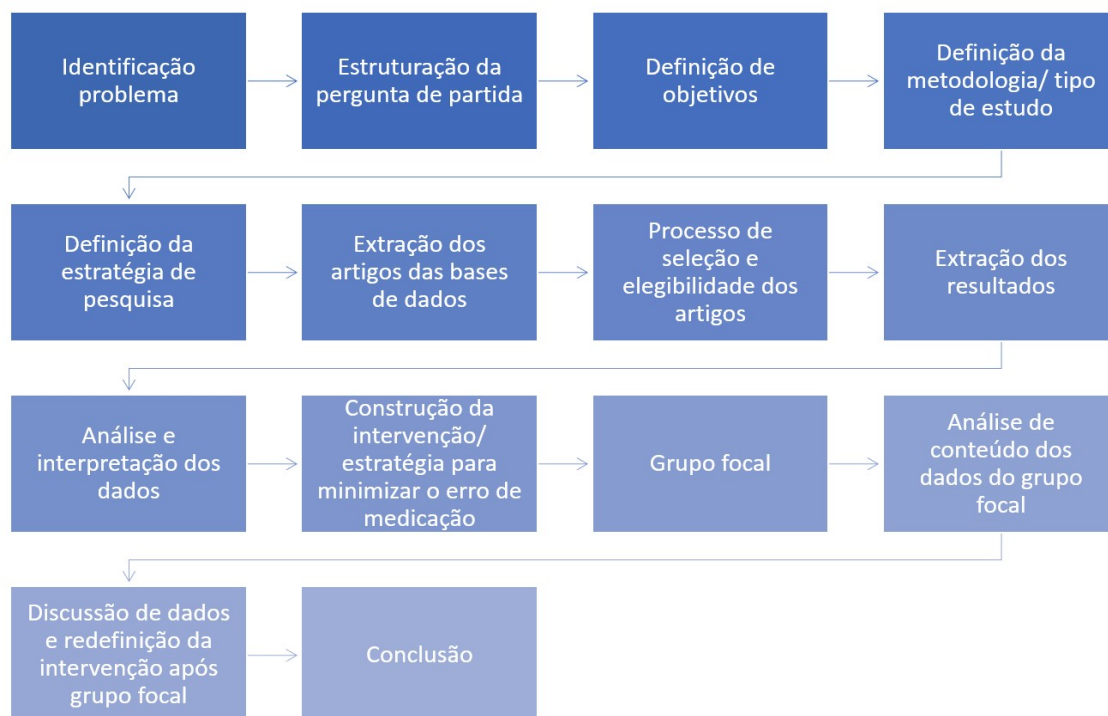 Identificação
problema
Estruturação da
pergunta de partida
Definição de
objetivos
Definição da
metodologia/ tipo
de estudo
Definição da
estratégia de
pesquisa
Extração dos
artigos das bases
de dados
Processo de
seleção e
elegibilidade dos
artigos
Extração dos
resultados
Análise e
interpretação dos
dados
Construção da
intervenção/
estratégia para
minimizar o erro de
medicação
Grupo focal
Análise de
conteúdo dos
dados do grupo
focal
Discussão de dados
e redefinição da
intervenção após
grupo focal
Conclusão